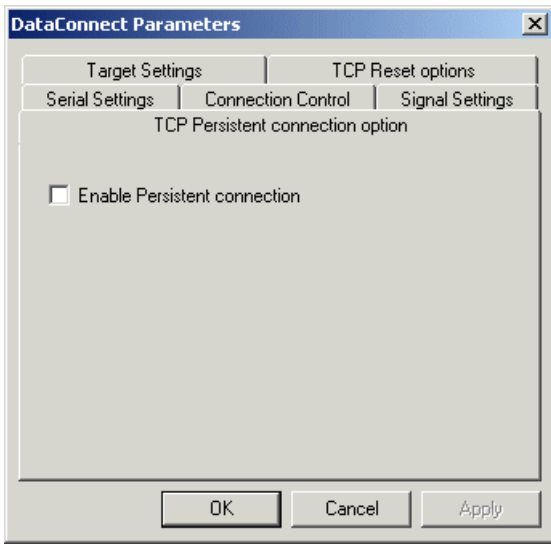 DataConnect Parameters
Target Settings TCP Reset options
Serial Settings Connection Control Signal Settings
TCP Persistent connection option
Enable Persistent connection
OK Cancel Apply